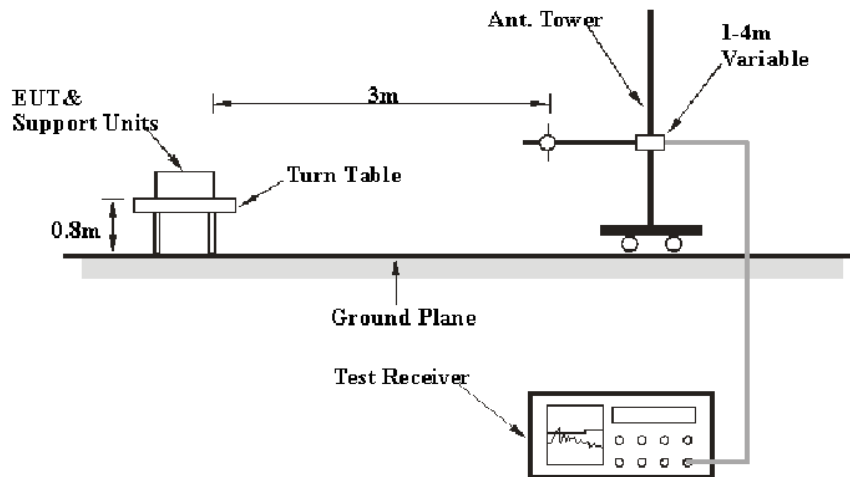 Ant. Tower
1-4m
Variable
3m
EUT&
Support Units
Turn Table
0.8m
Ground Plane
Test Receiver